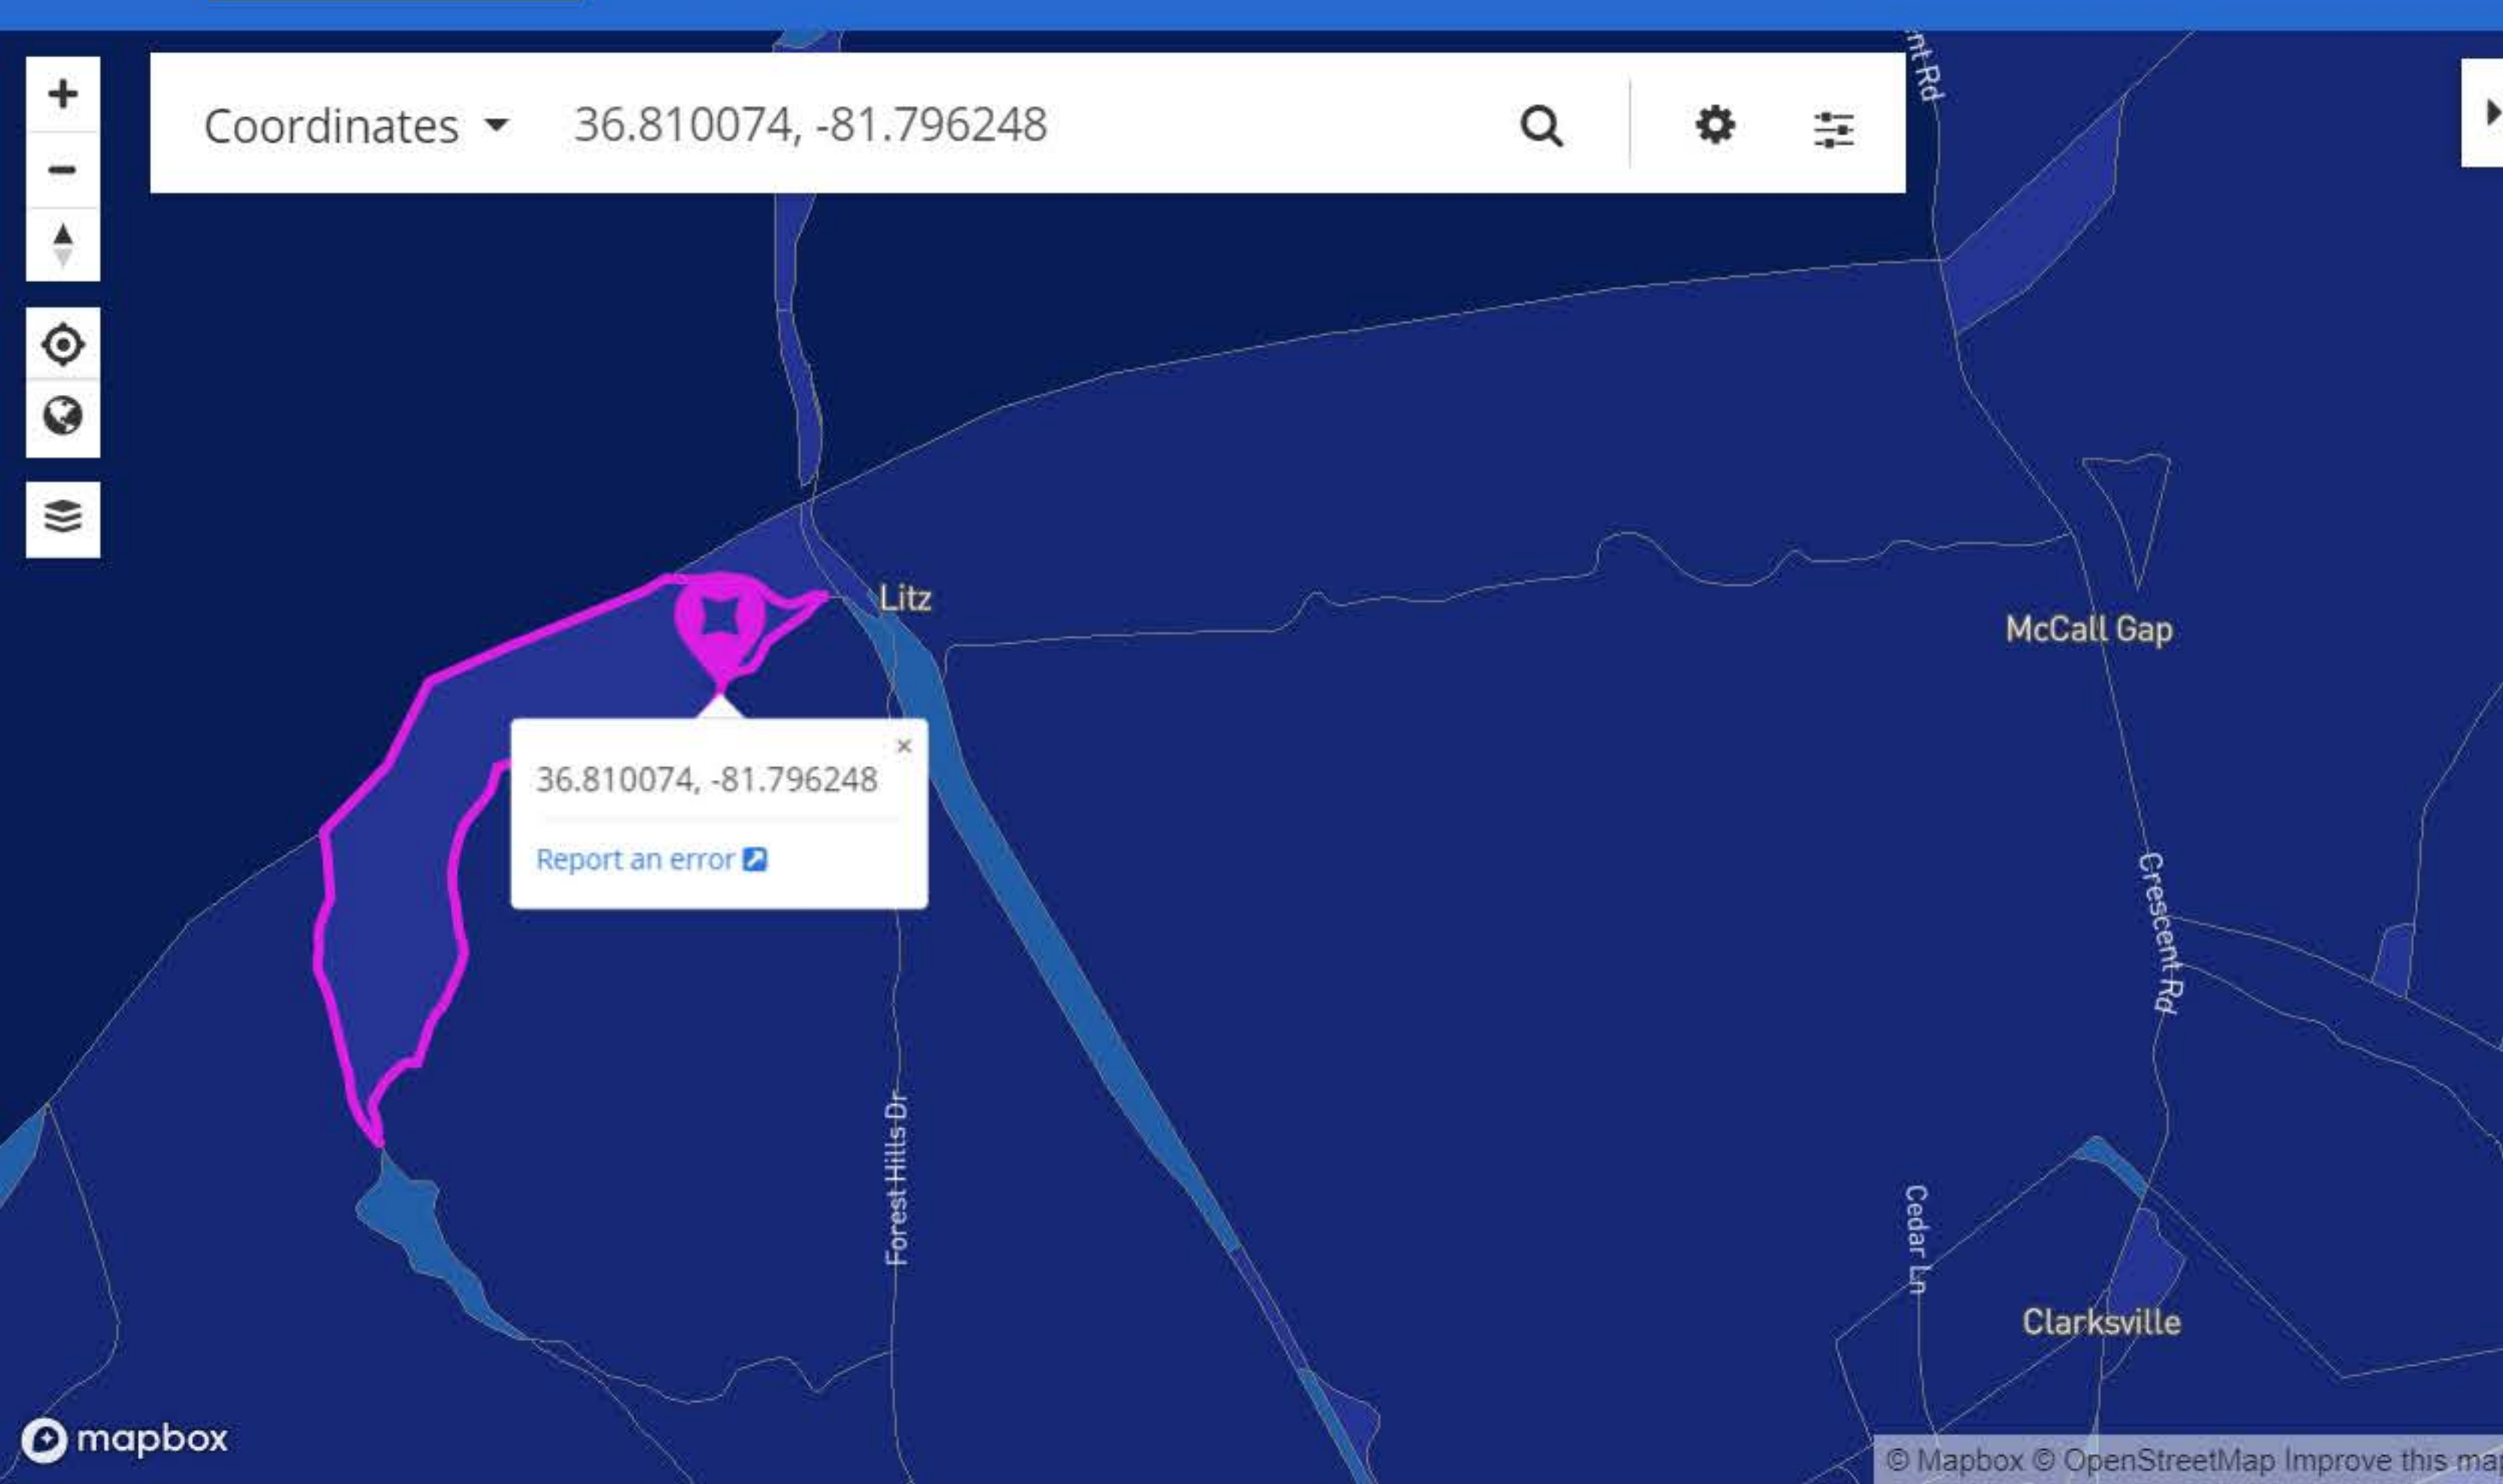 nt Rd
Coordinates 36.810074, -81.796248
Litz
McCall Gap
36.810074, -81.796248
×
Report an error
Crescent Rd
Forest Hills Dr
Cedar Ln
Clarksville
mapbox
© Mapbox © OpenStreetMap Improve this ma